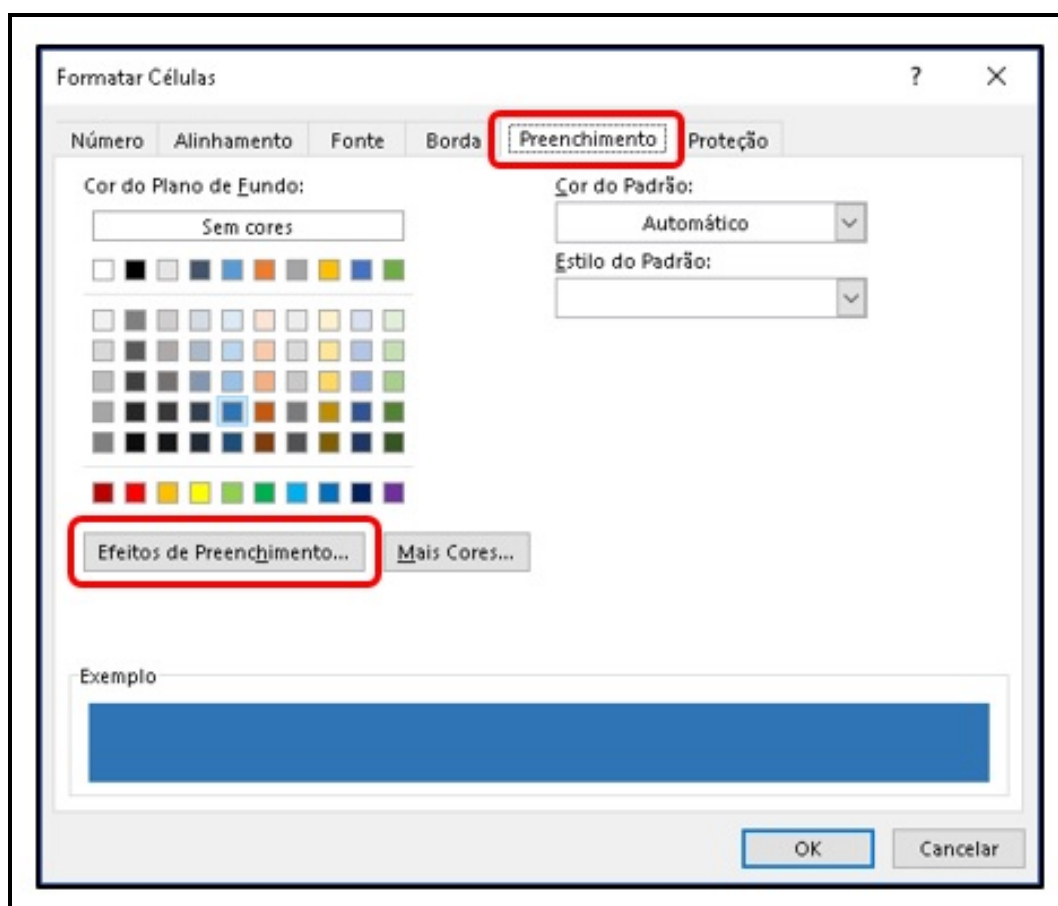 Formatar Células
?
Número Alinhamento Fonte Borda Preenchimento Proteção
Cor do Plano de Fundo:
Sem cores
Cor do Padrão:
Automático
Estilo do Padrão:
Efeitos de Preenchimento... Mais Cores...
Exemplo
OK Cancelar